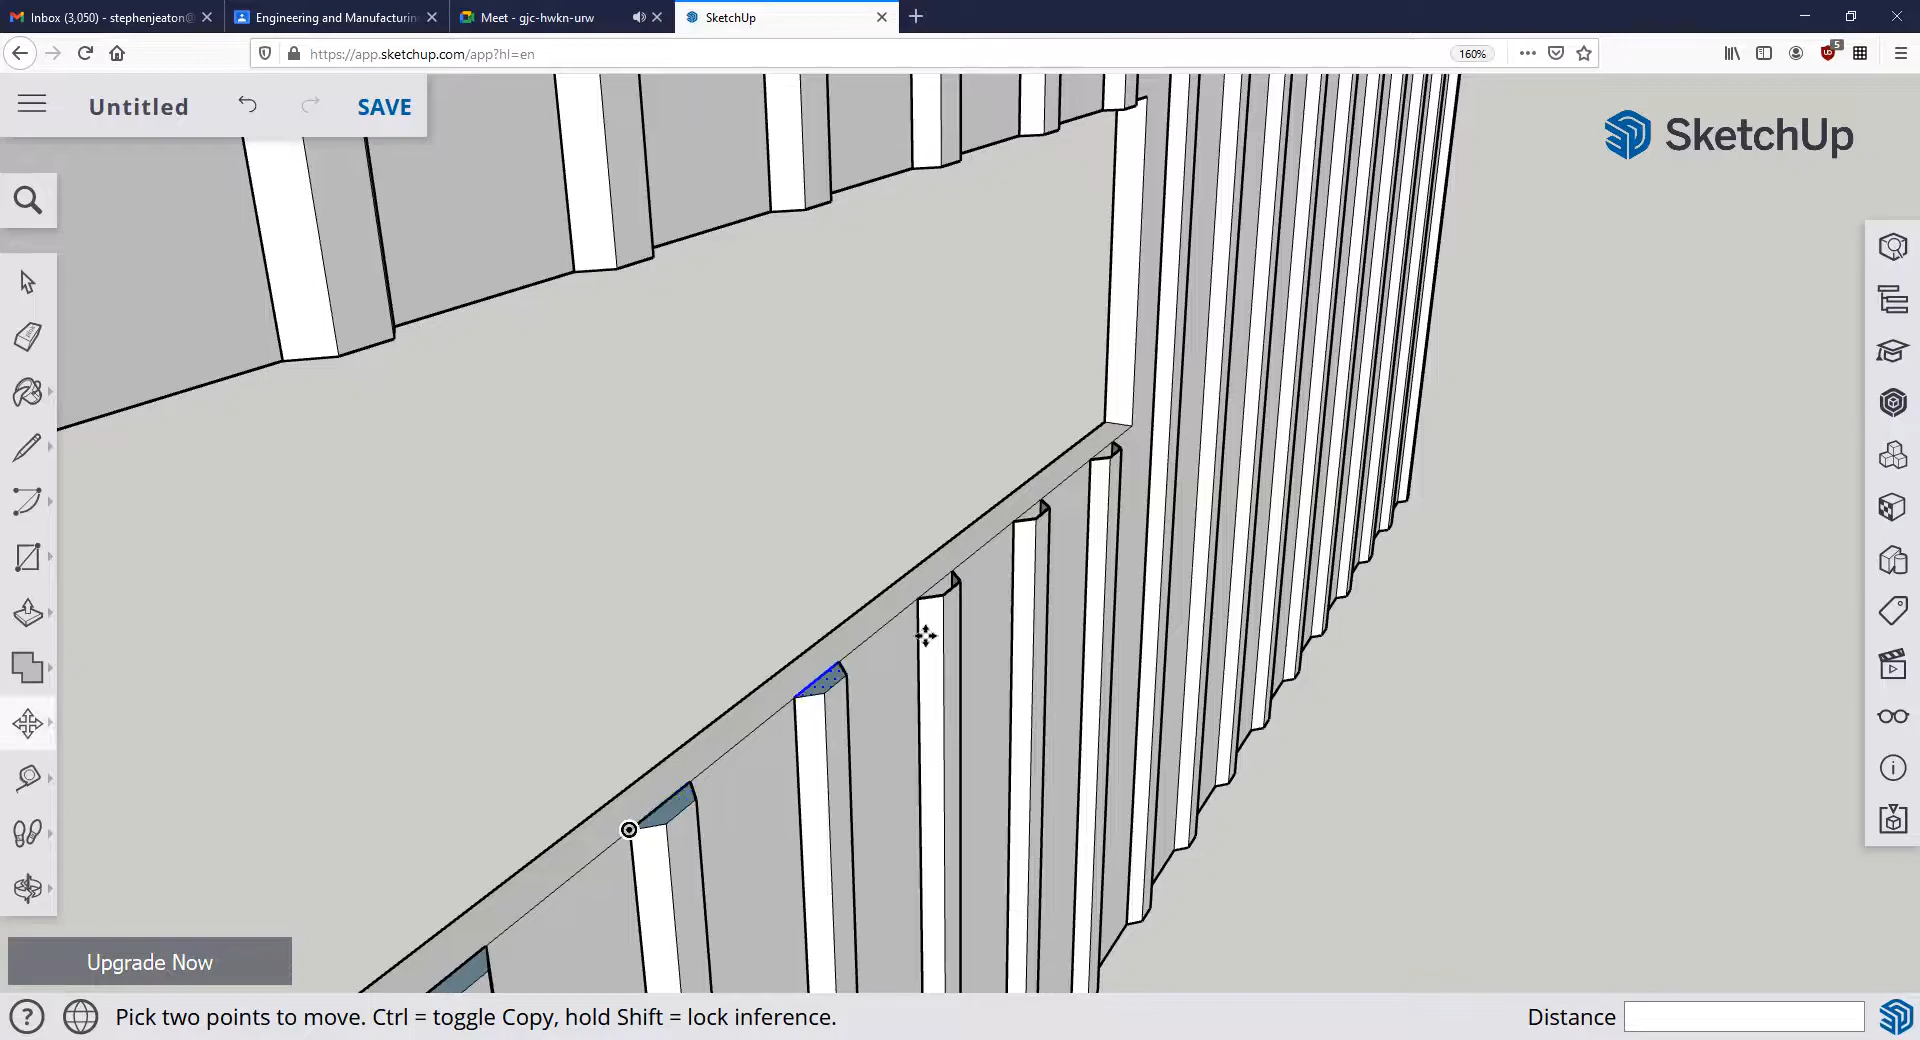 Inbox (3,050) - stephenjeaton@
Engineering and Manufacturin
Meet - gjc-hwkn-urw
SketchUp
https://app.sketchup.com/app?hl=en
160%
5
Untitled
SAVE
SketchUp
Upgrade Now
Pick two points to move. Ctrl = toggle Copy, hold Shift = lock inference.
Distance